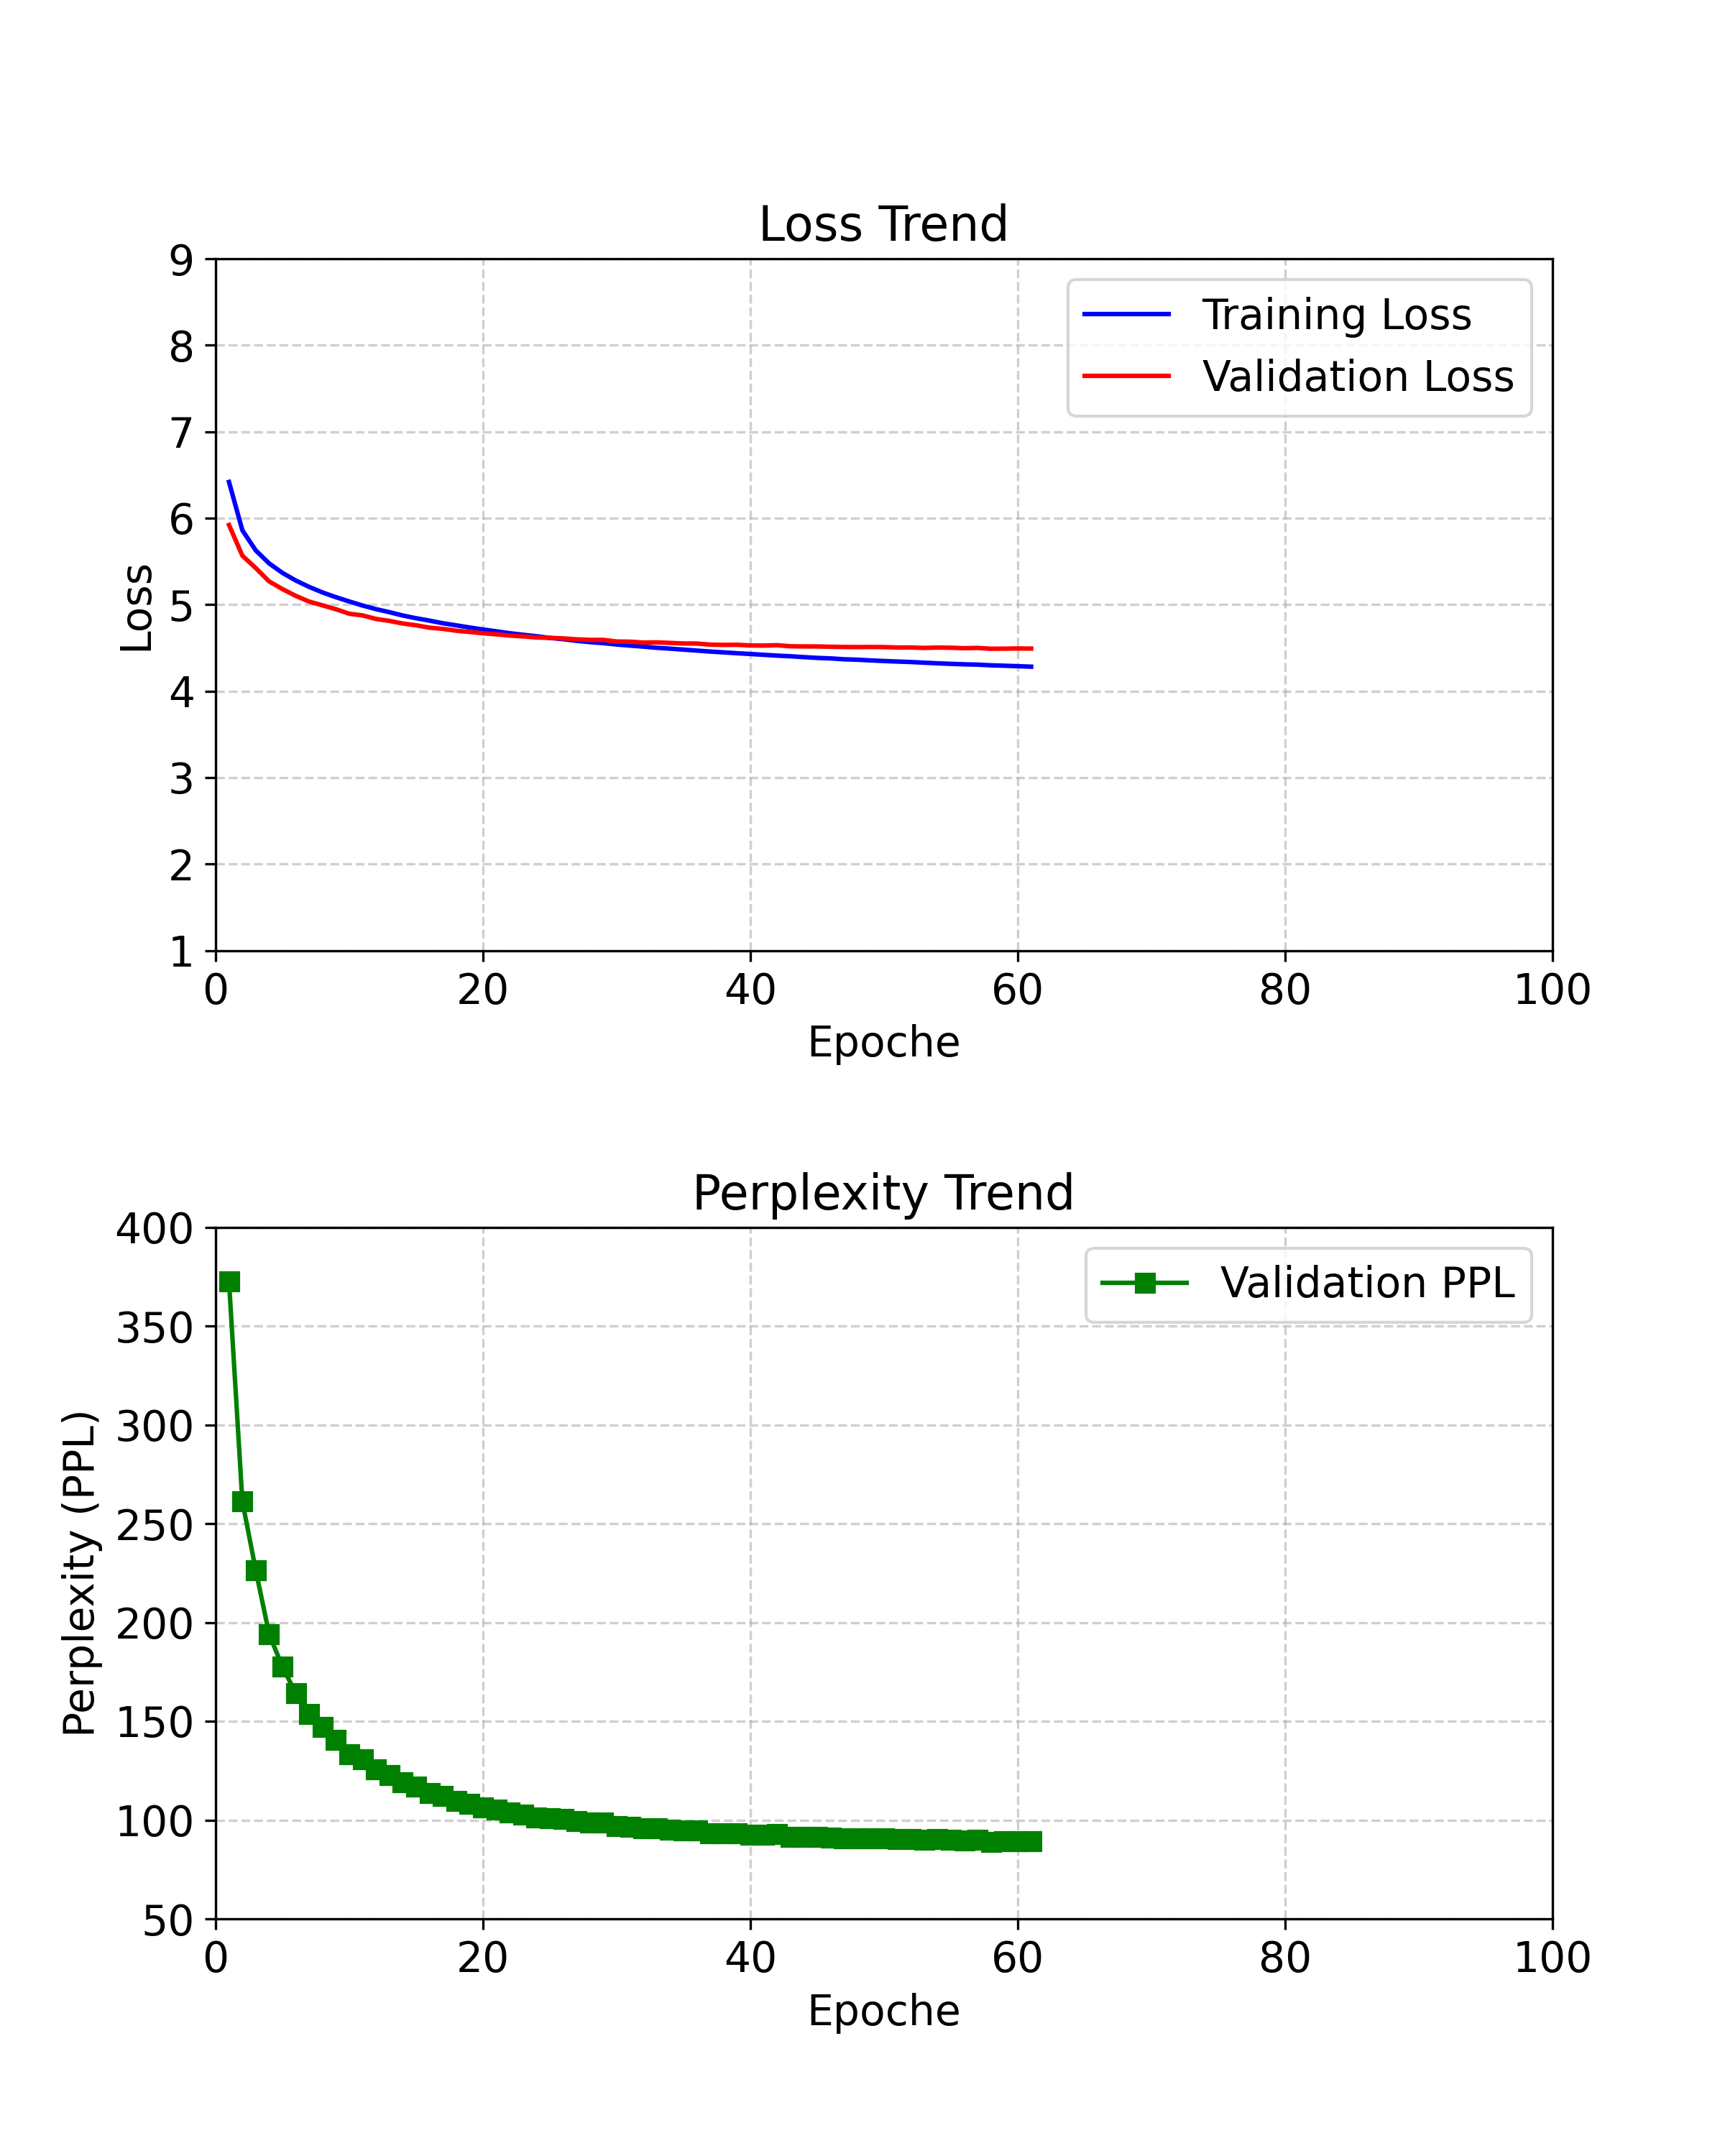 Loss Trend
9
8
7
6
5
4
3
2
1
Loss
Training Loss
Validation Loss
0 20 40 60 80 100
Epoche
Perplexity Trend
400
350
300
250
200
150
100
50
Perplexity (PPL)
Validation PPL
0 20 40 60 80 100
Epoche